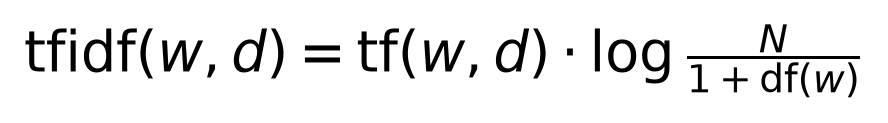 tfidf(w, d) = tf(w, d) · log N / (1 + df(w))